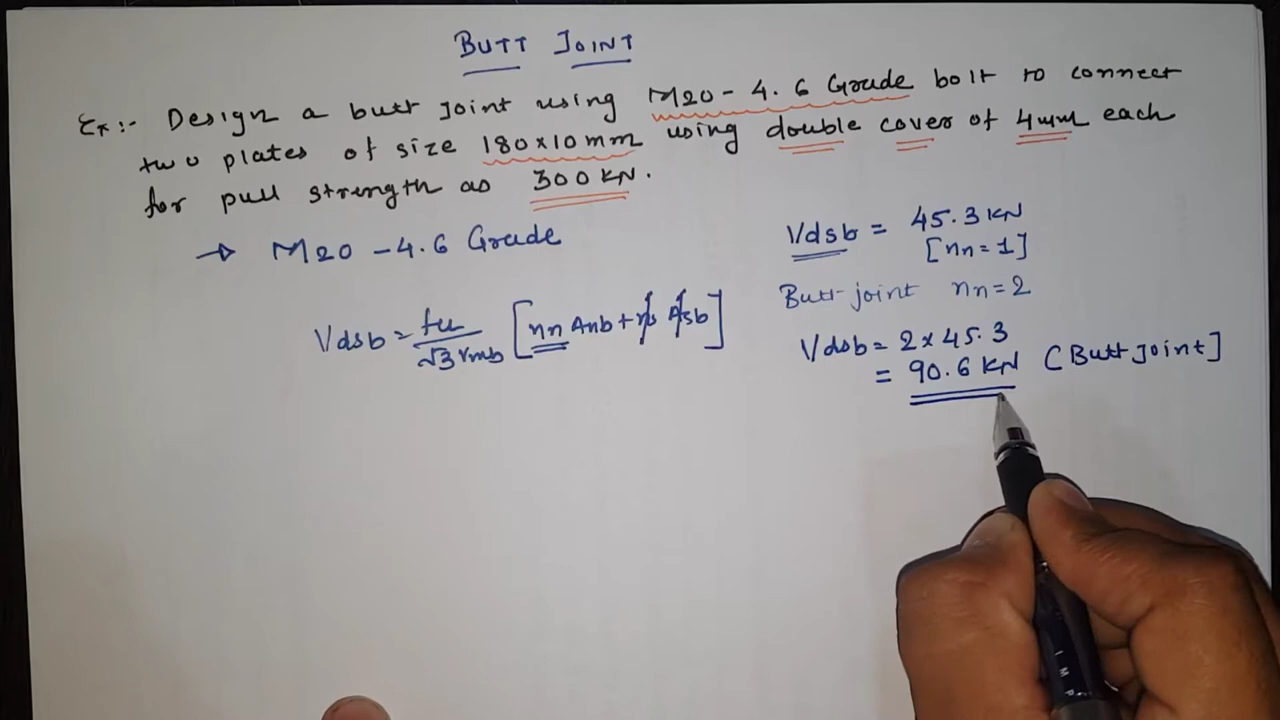 BUTT JOINT
Ex:- Design a butt joint using M20 - 4.6 Grade bolt to connect
two plates of size 180x10mm using double cover of 4mm each
for pull strength as 300 KN.
→ M20 - 4.6 Grade
Vdsb = fu / √3 γmb [nn Anb + ns Asb]
Vdsb = 45.3 KN
[nn = 1]
Butt joint nn = 2
Vdsb = 2 x 45.3
= 90.6 KN (Butt Joint]
IMP